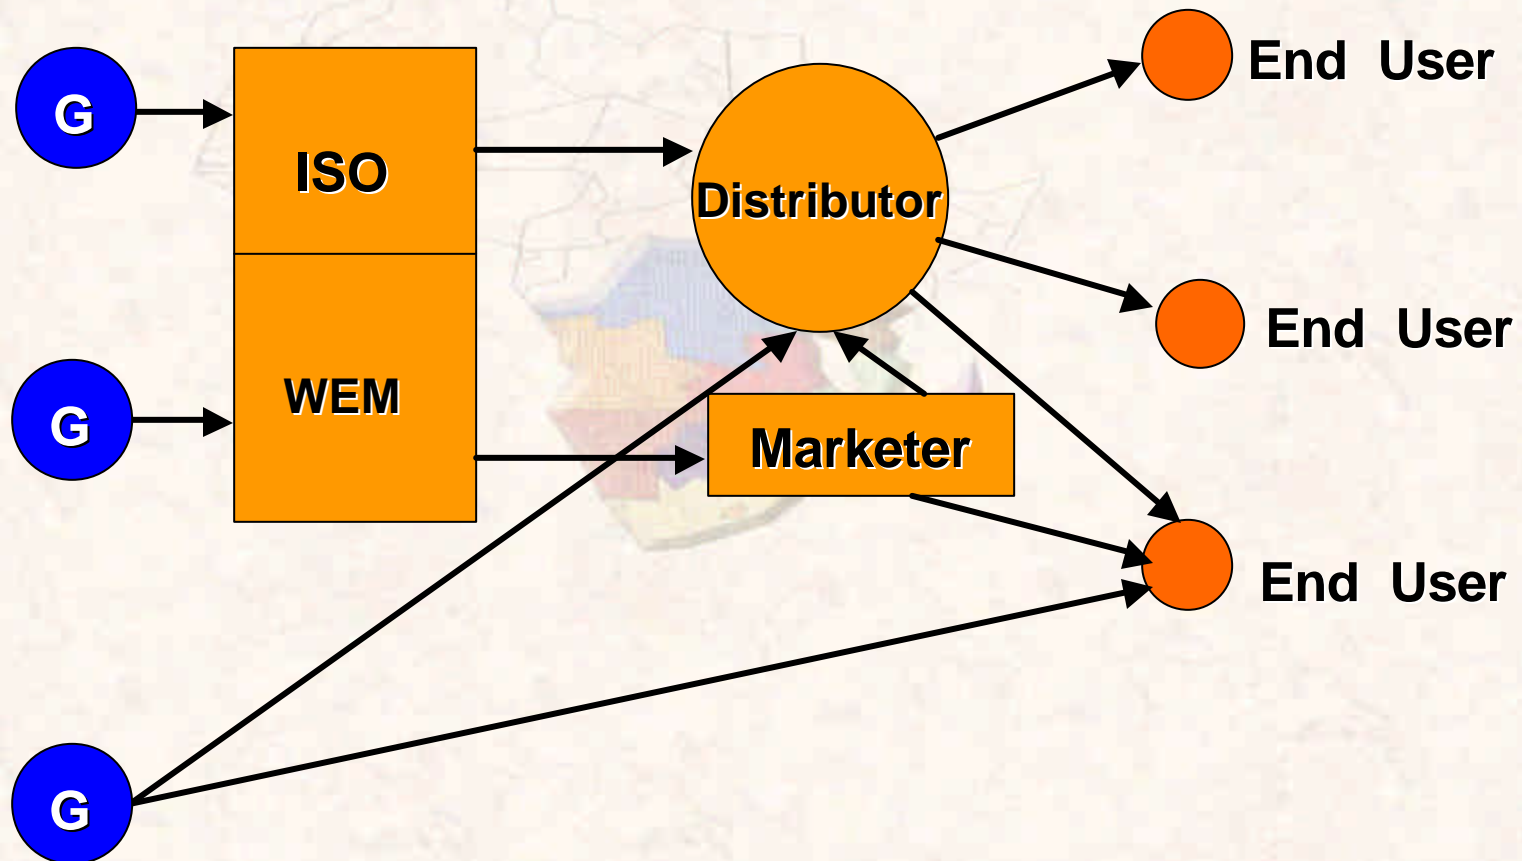 G
ISO
Distributor
End User
End User
G
WEM
Marketer
End User
G